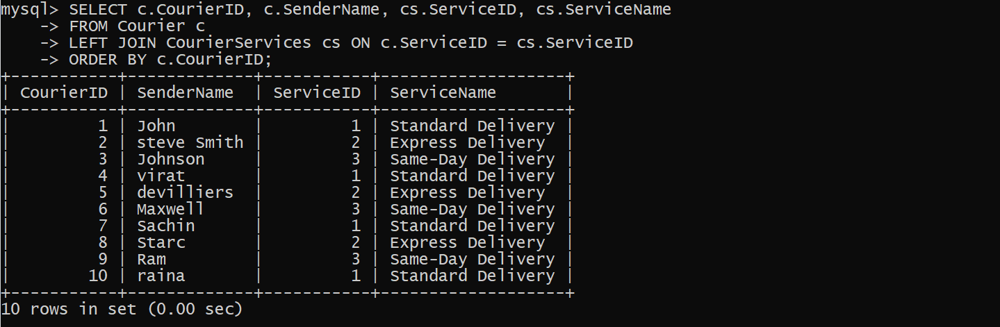 mysql> SELECT c.CourierID, c.SenderName, cs.ServiceID, cs.ServiceName
    -> FROM Courier c
    -> LEFT JOIN CourierServices cs ON c.ServiceID = cs.ServiceID
    -> ORDER BY c.CourierID;
+-----------+-------------+-----------+-------------------+
| CourierID | SenderName  | ServiceID | ServiceName       |
+-----------+-------------+-----------+-------------------+
|         1 | John        |         1 | Standard Delivery |
|         2 | steve Smith |         2 | Express Delivery  |
|         3 | Johnson     |         3 | Same-Day Delivery |
|         4 | virat       |         1 | Standard Delivery |
|         5 | devilliers  |         2 | Express Delivery  |
|         6 | Maxwell     |         3 | Same-Day Delivery |
|         7 | Sachin      |         1 | Standard Delivery |
|         8 | Starc       |         2 | Express Delivery  |
|         9 | Ram         |         3 | Same-Day Delivery |
|        10 | raina       |         1 | Standard Delivery |
+-----------+-------------+-----------+-------------------+
10 rows in set (0.00 sec)